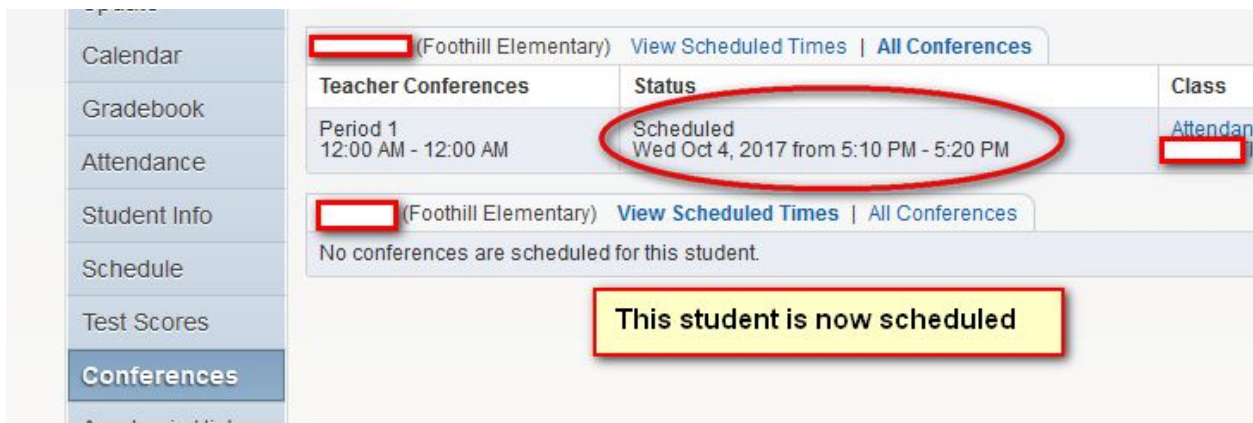 Calendar
Gradebook
Attendance
Student Info
Schedule
Test Scores
Conferences
(Foothill Elementary) View Scheduled Times | All Conferences
Teacher Conferences Status Class
Period 1 Scheduled
12:00 AM - 12:00 AM Wed Oct 4, 2017 from 5:10 PM - 5:20 PM
(Foothill Elementary) View Scheduled Times | All Conferences
No conferences are scheduled for this student.
This student is now scheduled